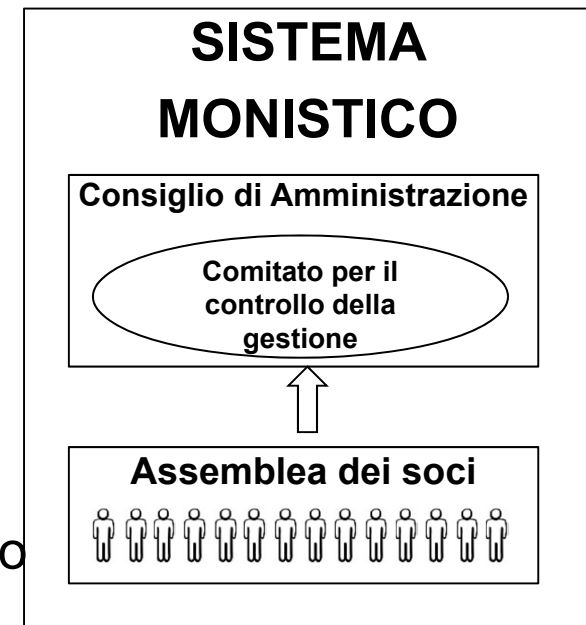 SISTEMA
MONISTICO
Consiglio di Amministrazione
Comitato per il
controllo della
gestione
Assemblea dei soci
o